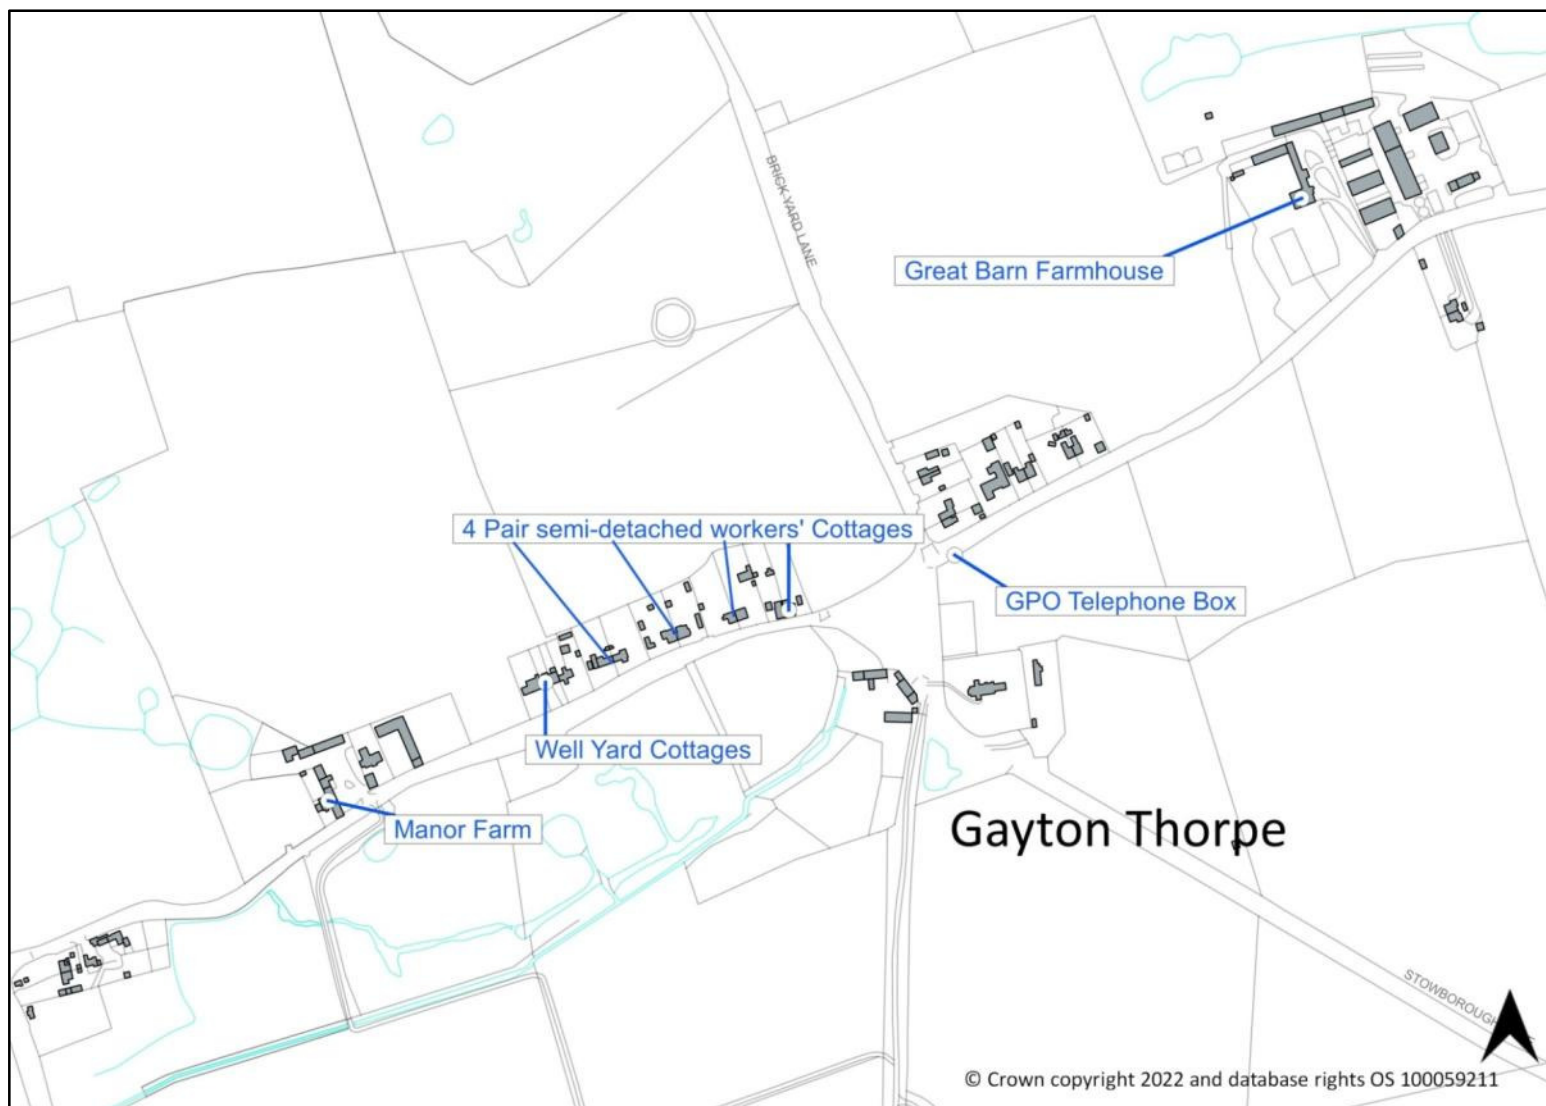 BRICK YARD LANE
Great Barn Farmhouse
4 Pair semi-detached workers' Cottages
GPO Telephone Box
Well Yard Cottages
Manor Farm
Gayton Thorpe
STOWBOROUGH
© Crown copyright 2022 and database rights OS 100059211